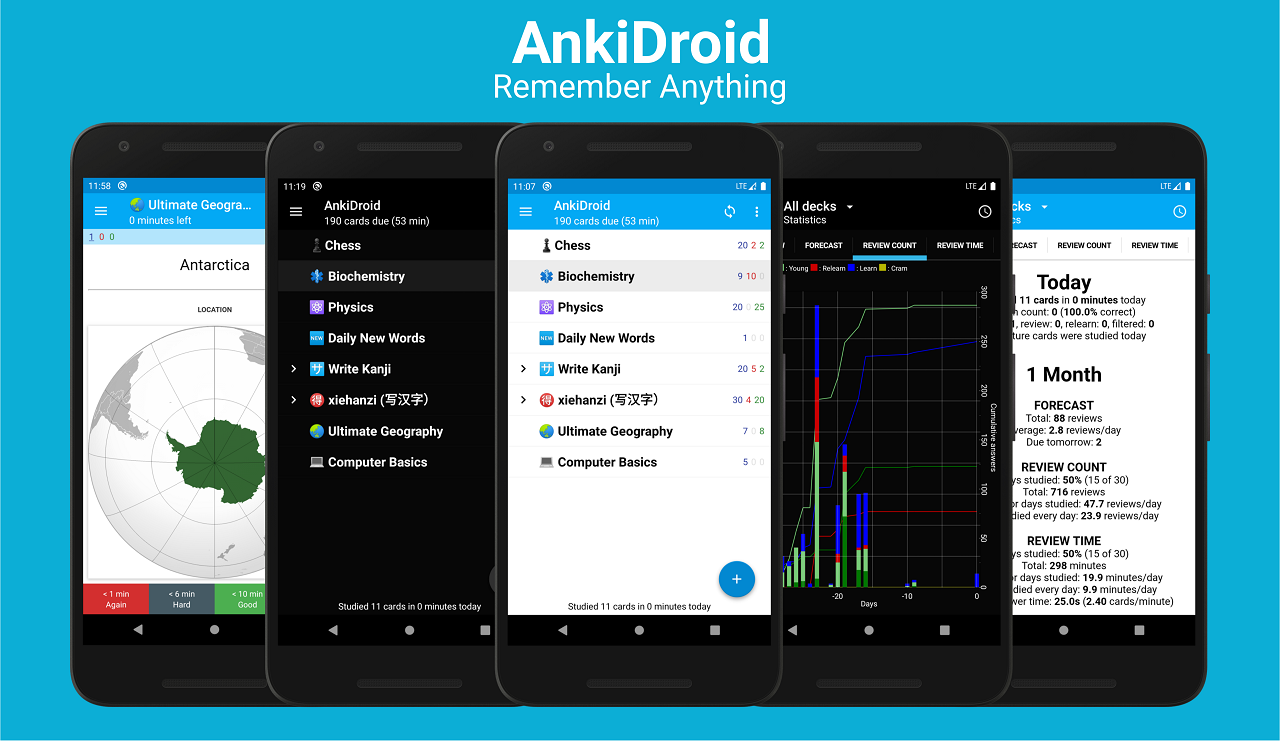 AnkiDroid
Remember Anything
11:58
Ultimate Geogra...
0 minutes left
1 0 0
Antarctica
LOCATION
< 1 min
Again
< 6 min
Hard
< 10 min
Good
11:19
AnkiDroid
190 cards due (53 min)
Chess
Biochemistry
Physics
NEW Daily New Words
Write Kanji
得 xiehanzi (写汉字)
Ultimate Geography
Computer Basics
Studied 11 cards in 0 minutes today
11:07 LTE
AnkiDroid
190 cards due (53 min)
Chess 20 2 2
Biochemistry 9 10 0
Physics 20 0 25
NEW Daily New Words 1 0 0
サ Write Kanji 20 5 2
得 xiehanzi (写汉字) 30 4 20
Ultimate Geography 7 0 8
Computer Basics 5 0 0
+
Studied 11 cards in 0 minutes today
LTE
All decks
Statistics
FORECAST REVIEW COUNT REVIEW TIME
: Young : Relearn : Learn : Cram
300
250
200
150
100
50
0
Cumulative answers
-20 -10 0
Days
LTE
cks
cs
ECAST REVIEW COUNT REVIEW TIME
Today
11 cards in 0 minutes today
count: 0 (100.0% correct)
1, review: 0, relearn: 0, filtered: 0
ture cards were studied today
1 Month
FORECAST
Total: 88 reviews
verage: 2.8 reviews/day
Due tomorrow: 2
REVIEW COUNT
ys studied: 50% (15 of 30)
Total: 716 reviews
or days studied: 47.7 reviews/day
died every day: 23.9 reviews/day
REVIEW TIME
ys studied: 50% (15 of 30)
Total: 298 minutes
or days studied: 19.9 minutes/day
died every day: 9.9 minutes/day
wer time: 25.0s (2.40 cards/minute)